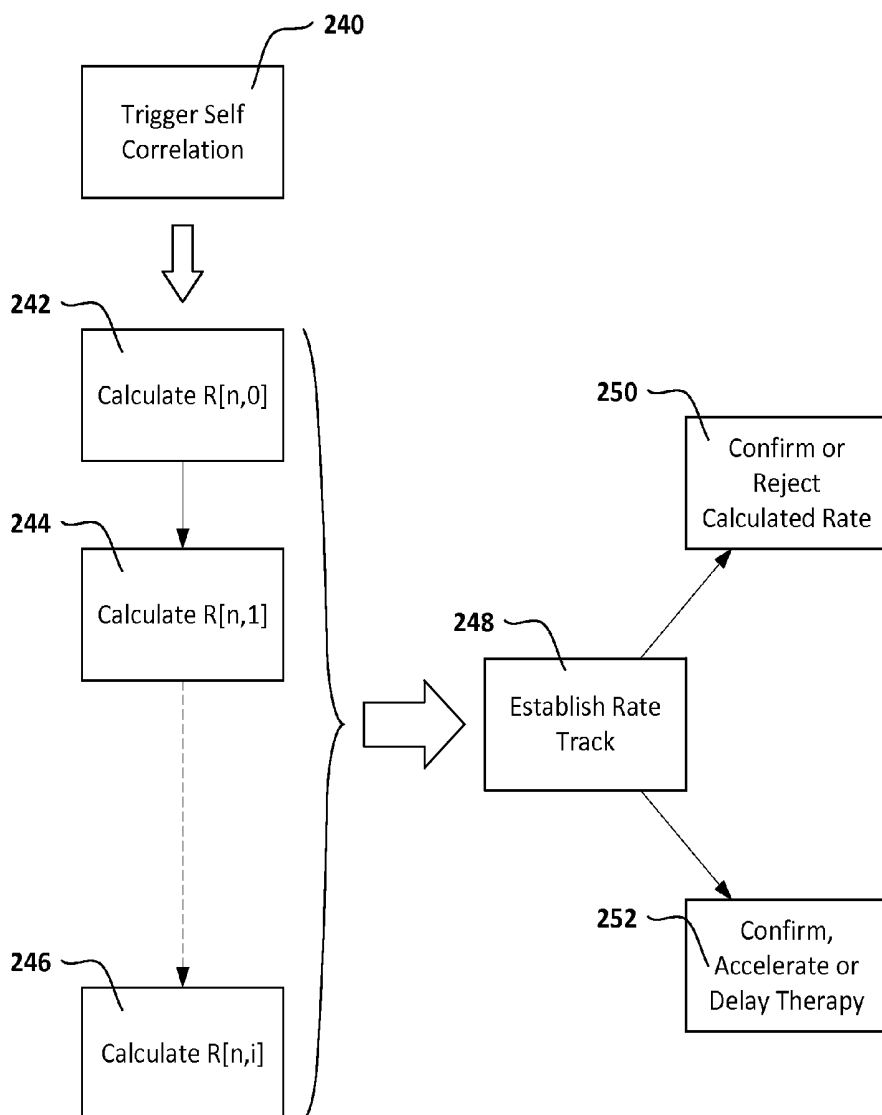 240
Trigger Self
Correlation
242
Calculate R[n,0]
244
Calculate R[n,1]
246
Calculate R[n,i]
248
Establish Rate
Track
250
Confirm or
Reject
Calculated Rate
252
Confirm,
Accelerate or
Delay Therapy